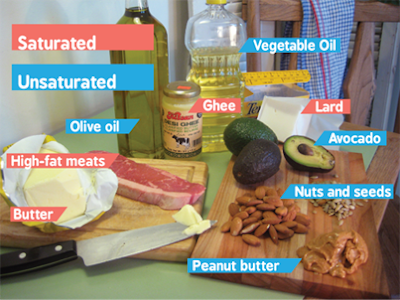 Saturated
Vegetable Oil
Unsaturated
Ghee
Lard
Olive oil
Avocado
High-fat meats
Nuts and seeds
Butter
Peanut butter